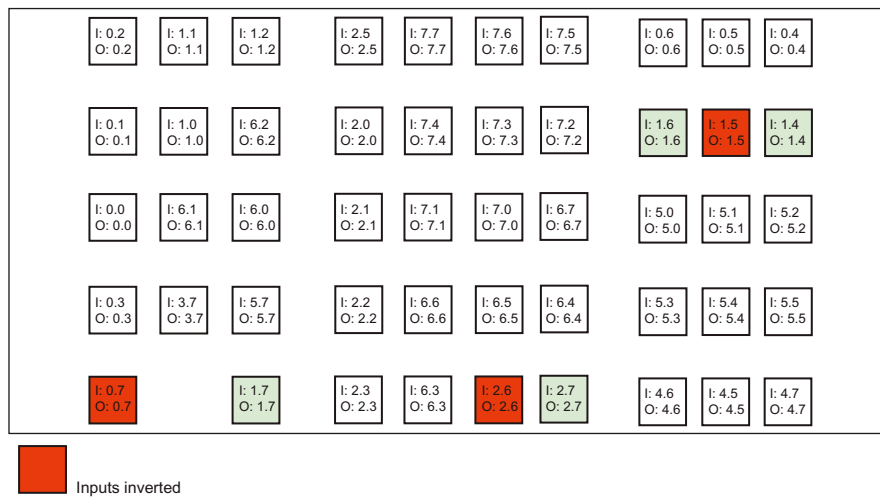 I: 0.2 I: 1.1 I: 1.2 I: 2.5 I: 7.7 I: 7.6 I: 7.5 I: 0.6 I: 0.5 I: 0.4
O: 0.2 O: 1.1 O: 1.2 O: 2.5 O: 7.7 O: 7.6 O: 7.5 O: 0.6 O: 0.5 O: 0.4
I: 0.1 I: 1.0 I: 6.2 I: 2.0 I: 7.4 I: 7.3 I: 7.2 I: 1.6 I: 1.5 I: 1.4
O: 0.1 O: 1.0 O: 6.2 O: 2.0 O: 7.4 O: 7.3 O: 7.2 O: 1.6 O: 1.5 O: 1.4
I: 0.0 I: 6.1 I: 6.0 I: 2.1 I: 7.1 I: 7.0 I: 6.7 I: 5.0 I: 5.1 I: 5.2
O: 0.0 O: 6.1 O: 6.0 O: 2.1 O: 7.1 O: 7.0 O: 6.7 O: 5.0 O: 5.1 O: 5.2
I: 0.3 I: 3.7 I: 5.7 I: 2.2 I: 6.6 I: 6.5 I: 6.4 I: 5.3 I: 5.4 I: 5.5
O: 0.3 O: 3.7 O: 5.7 O: 2.2 O: 6.6 O: 6.5 O: 6.4 O: 5.3 O: 5.4 O: 5.5
I: 0.7 I: 1.7 I: 2.3 I: 6.3 I: 2.6 I: 2.7 I: 4.6 I: 4.5 I: 4.7
O: 0.7 O: 1.7 O: 2.3 O: 6.3 O: 2.6 O: 2.7 O: 4.6 O: 4.5 O: 4.7
Inputs inverted